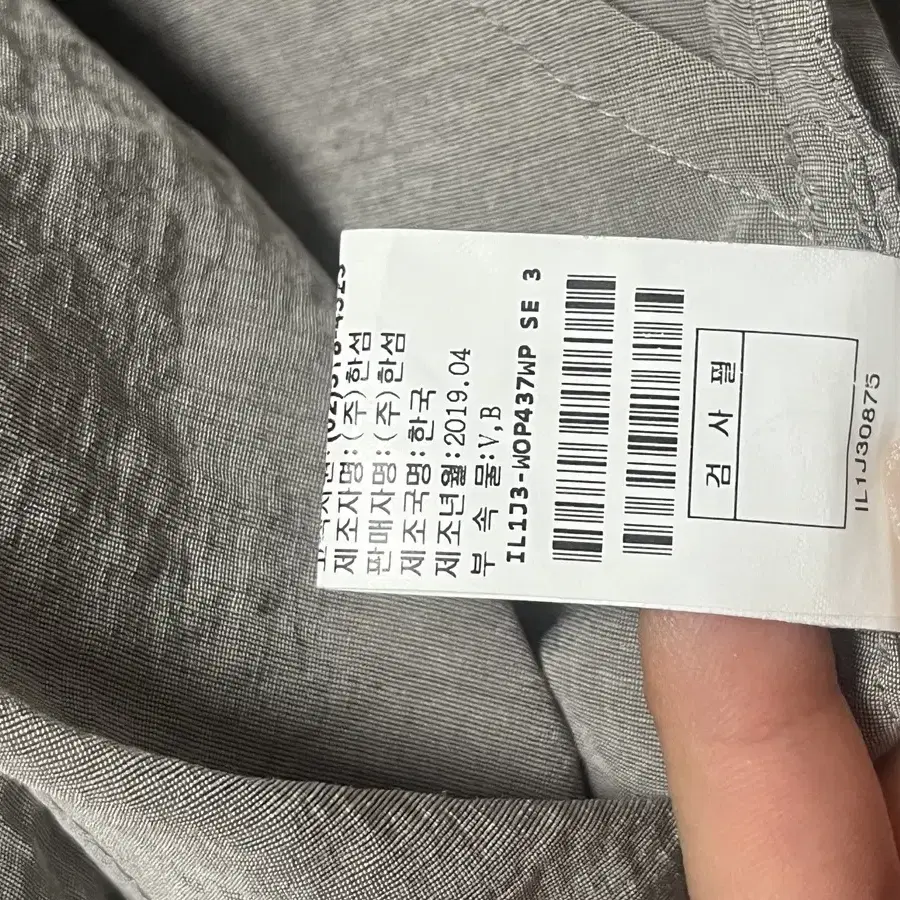 제조자명:(주)한섬
판매자명:(주)한섬
제조국명:한국
제조년월:2019.04
부 속 물:V,B
IL1J3-WOP437WP SE 3
검 사 필
IL1J30875